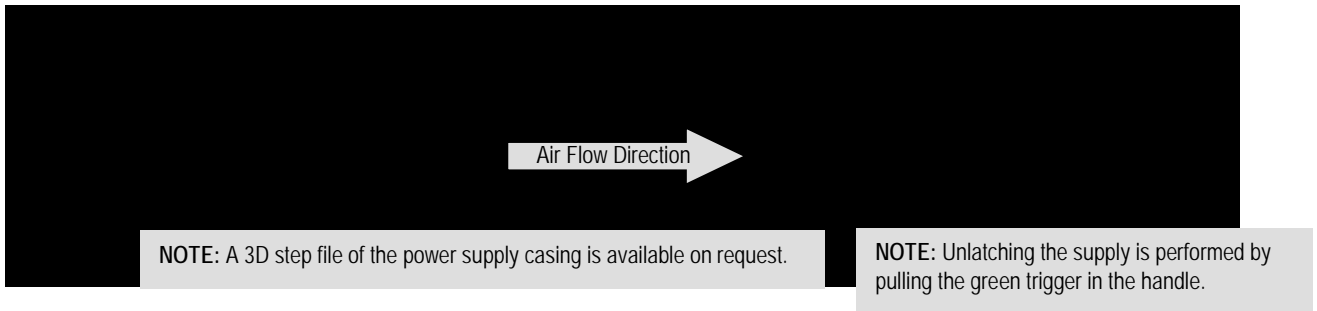 Air Flow Direction
NOTE: A 3D step file of the power supply casing is available on request.
NOTE: Unlatching the supply is performed by
pulling the green trigger in the handle.